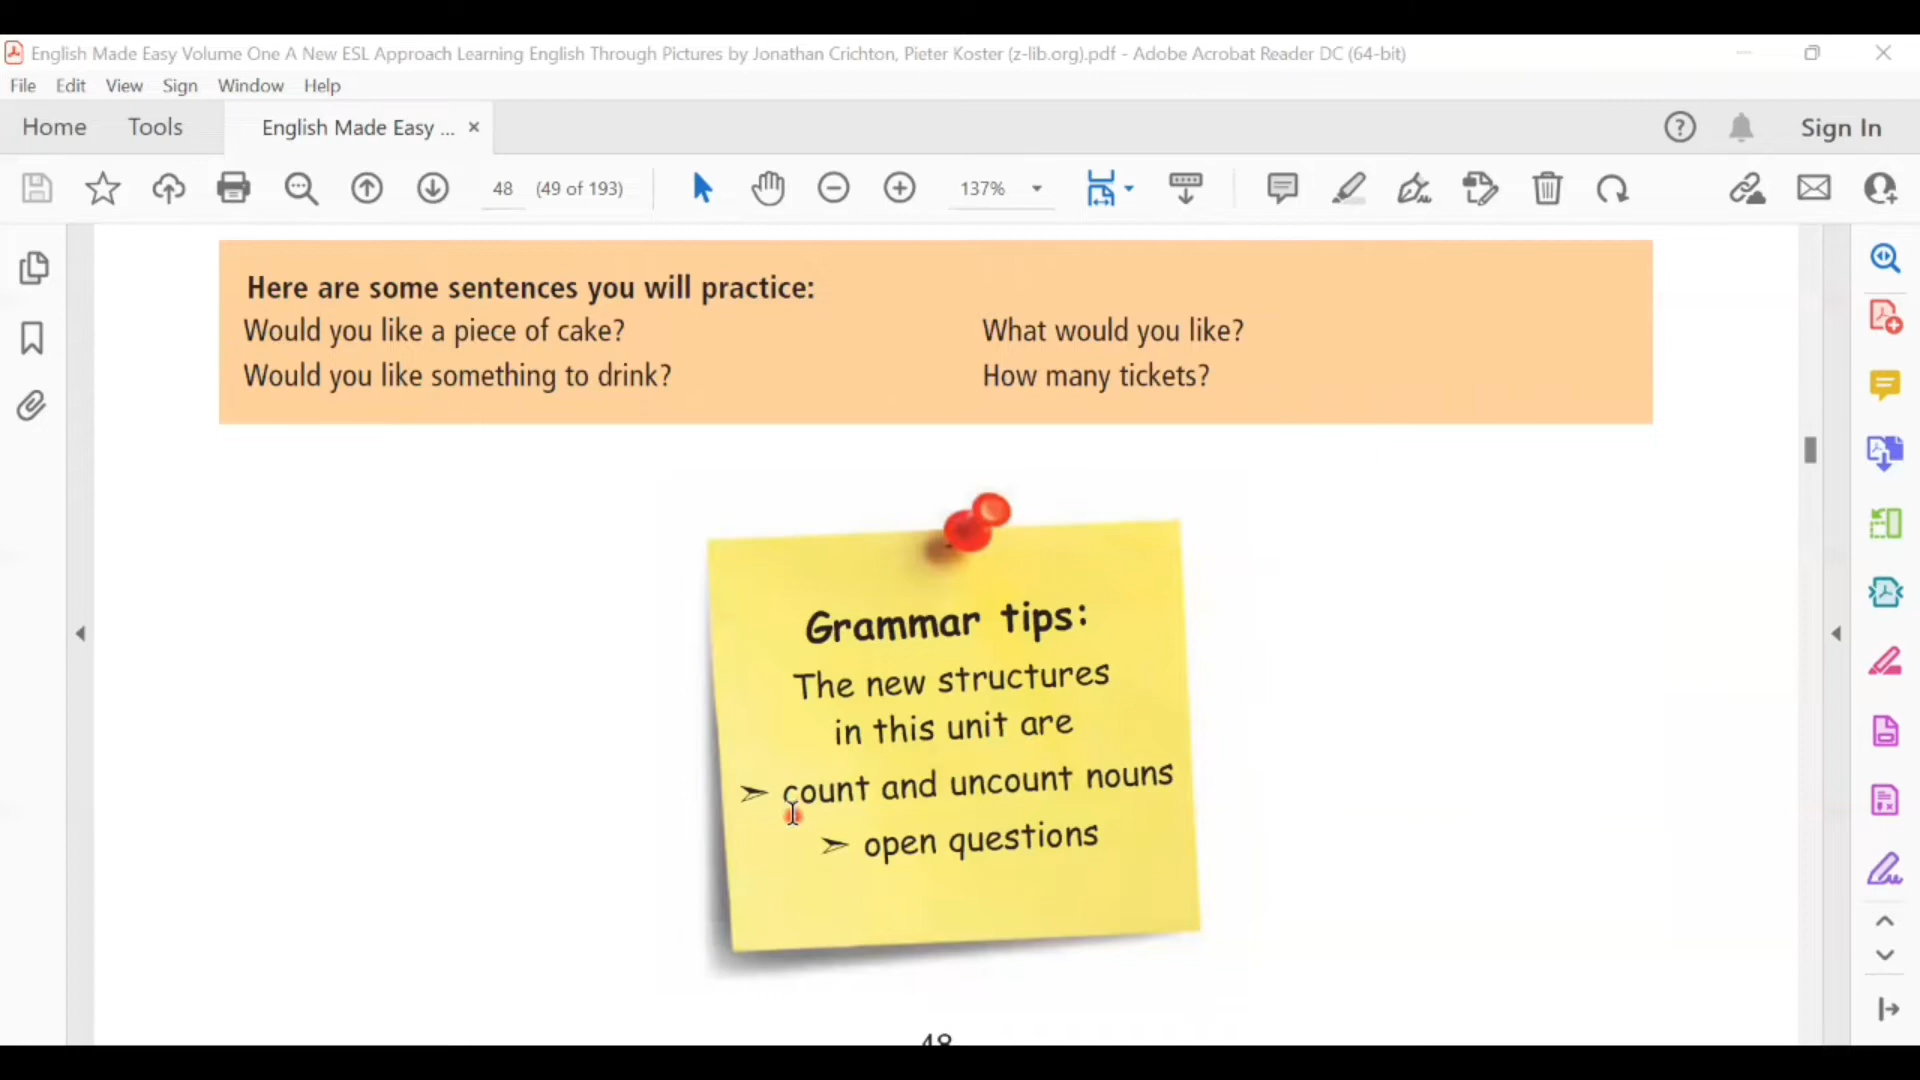 English Made Easy Volume One A New ESL Approach Learning English Through Pictures by Jonathan Crichton, Pieter Koster (z-lib.org).pdf - Adobe Acrobat Reader DC (64-bit)
File Edit View Sign Window Help
Home Tools English Made Easy ... Sign In
48 (49 of 193) 137%
Here are some sentences you will practice:
Would you like a piece of cake? What would you like?
Would you like something to drink? How many tickets?
Grammar tips:
The new structures
in this unit are
➢ count and uncount nouns
➢ open questions
48